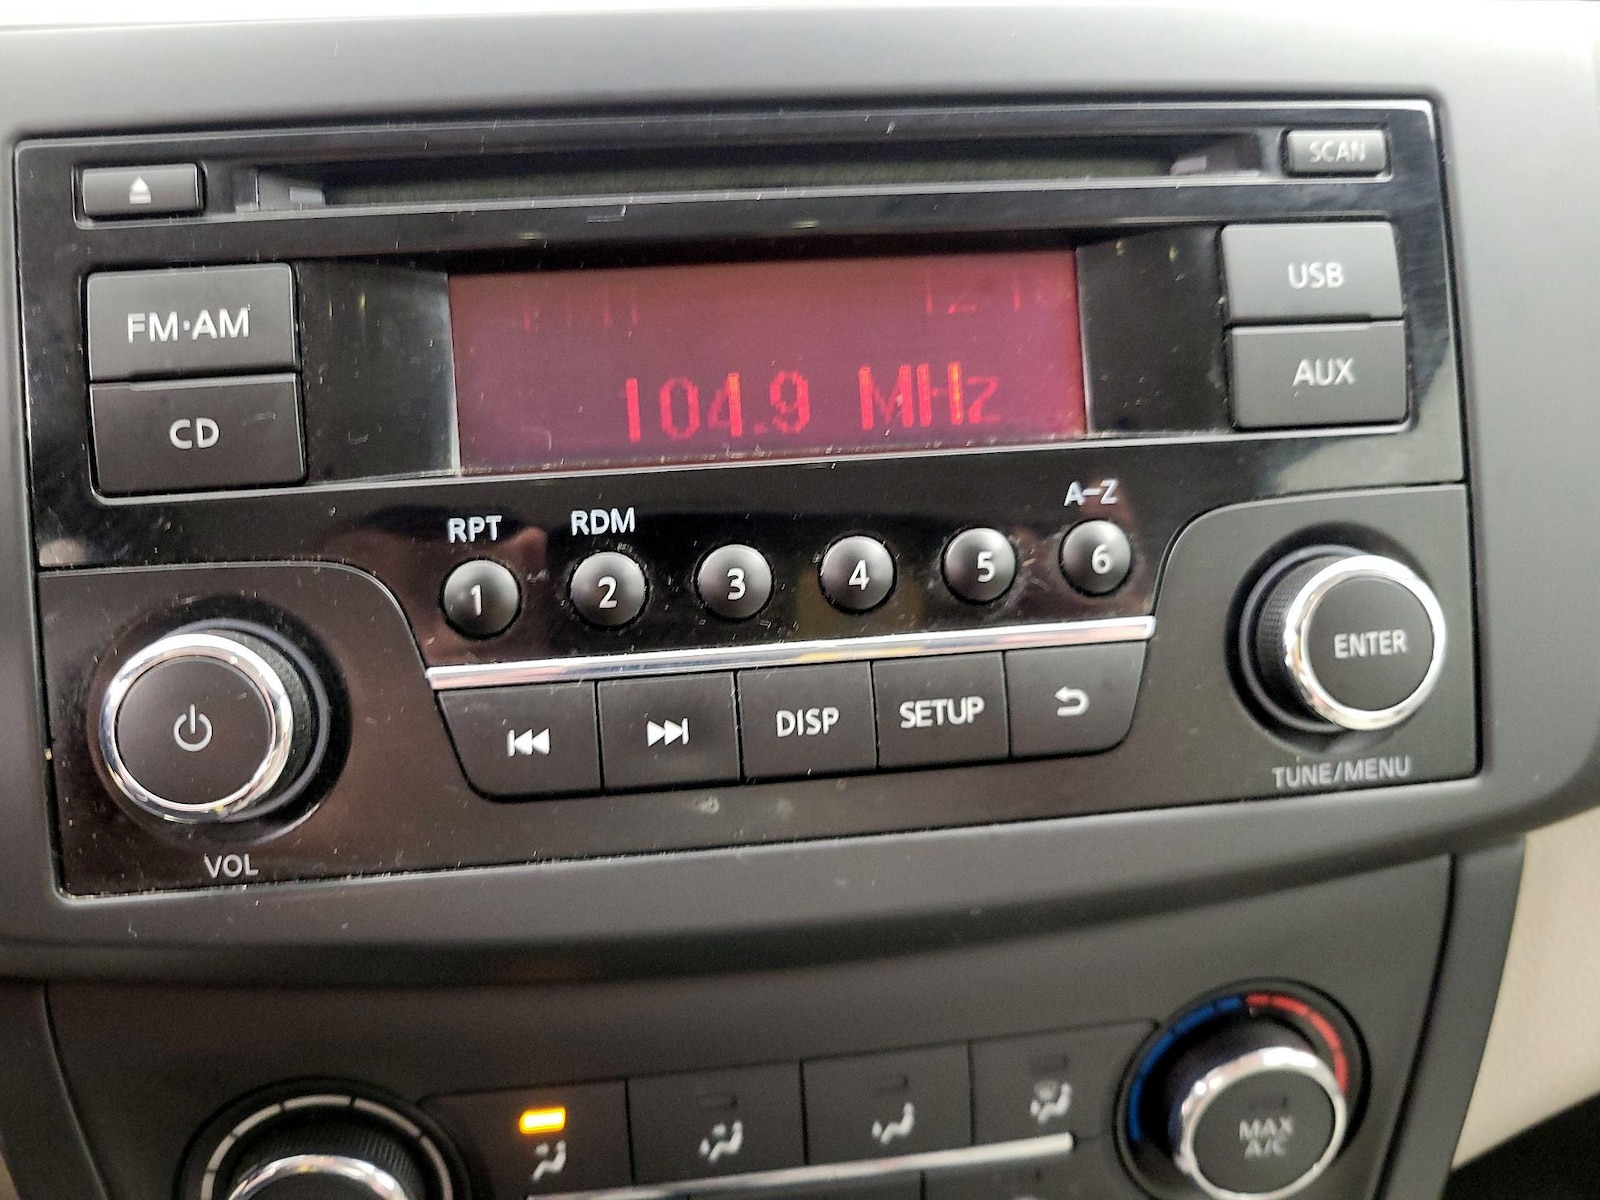 SCAN
FM·AM
USB
104.9 MHz
AUX
CD
RPT RDM A-Z
1 2 3 4 5 6
ENTER
DISP SETUP
TUNE/MENU
VOL
MAX
A/C